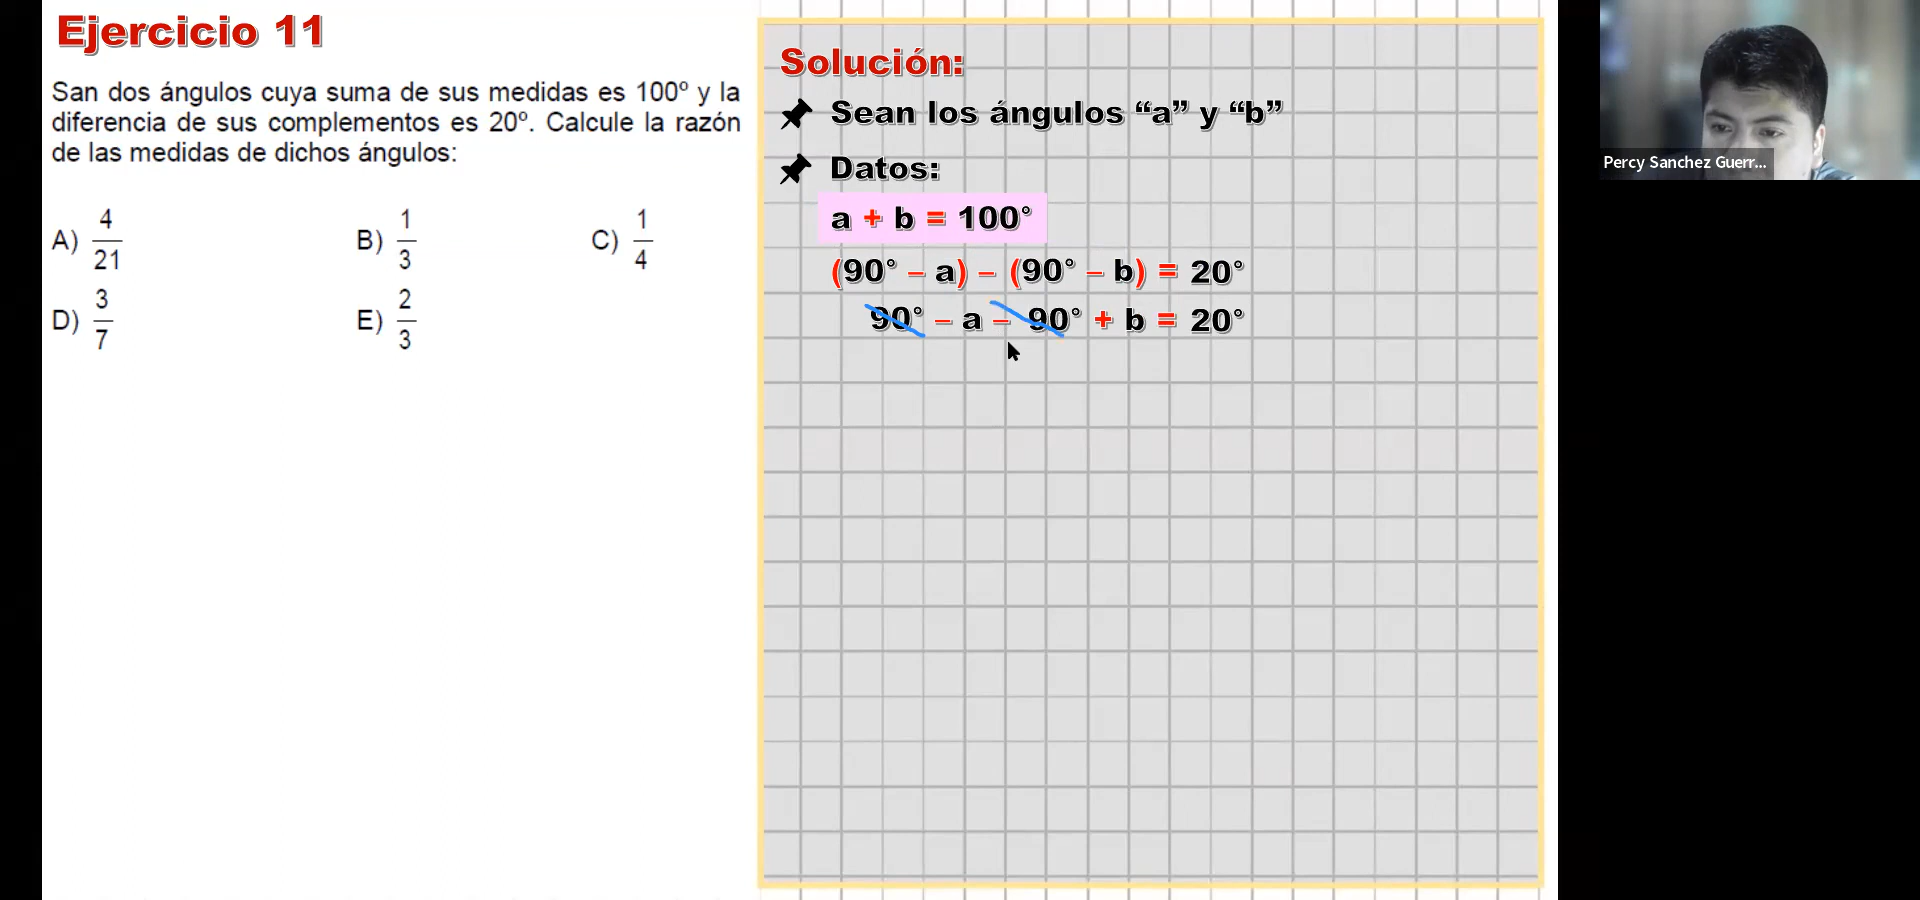 Ejercicio 11
San dos ángulos cuya suma de sus medidas es 100º y la
diferencia de sus complementos es 20º. Calcule la razón
de las medidas de dichos ángulos:
A) 4/21 B) 1/3 C) 1/4
D) 3/7 E) 2/3
Solución:
Sean los ángulos “a” y “b”
Datos:
a + b = 100°
(90° – a) – (90° – b) = 20°
90° – a – 90° + b = 20°
Percy Sanchez Guerr...